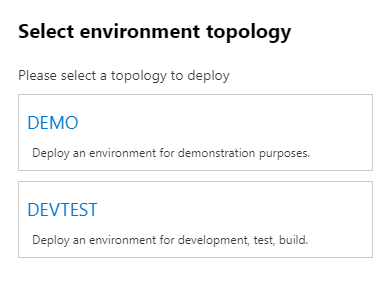 Select environment topology
Please select a topology to deploy
DEMO
Deploy an environment for demonstration purposes.
DEVTEST
Deploy an environment for development, test, build.